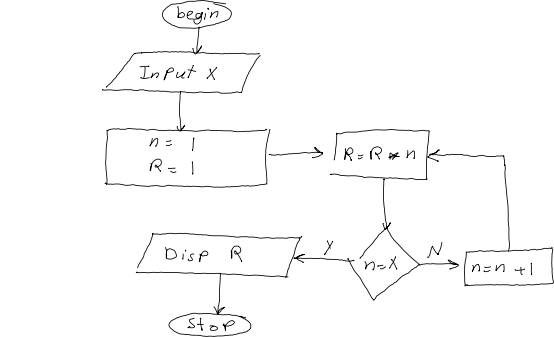 begin
Input X
n = 1
R = 1
R = R * n
n = X
Y
N
n = n + 1
Disp R
Stop